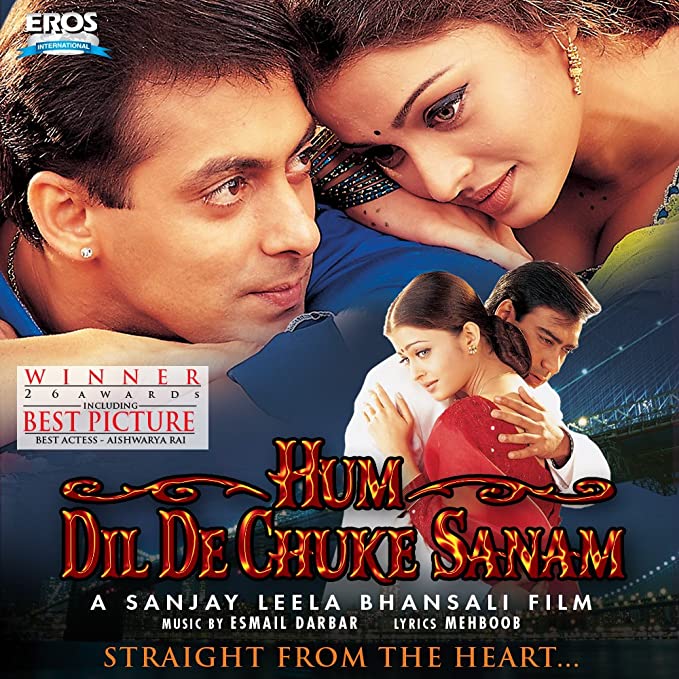 EROS
INTERNATIONAL
WINNER
26 AWARDS
INCLUDING
BEST PICTURE
BEST ACTESS - AISHWARYA RAI
HUM
DIL DE CHUKE SANAM
A SANJAY LEELA BHANSALI FILM
MUSIC BY ESMAIL DARBAR LYRICS MEHBOOB
STRAIGHT FROM THE HEART...